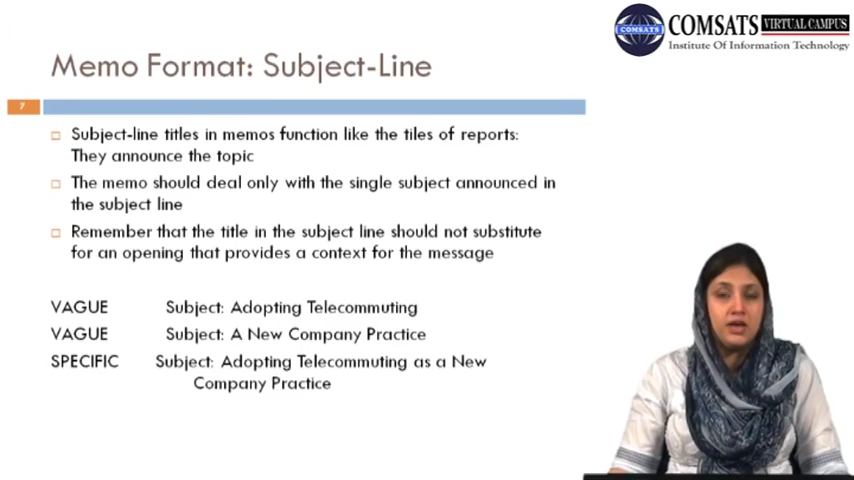 COMSATS VIRTUAL CAMPUS
COMSATS
Institute Of Information Technology
Memo Format: Subject-Line
7
Subject-line titles in memos function like the tiles of reports:
They announce the topic
The memo should deal only with the single subject announced in
the subject line
Remember that the title in the subject line should not substitute
for an opening that provides a context for the message
VAGUE Subject: Adopting Telecommuting
VAGUE Subject: A New Company Practice
SPECIFIC Subject: Adopting Telecommuting as a New
Company Practice